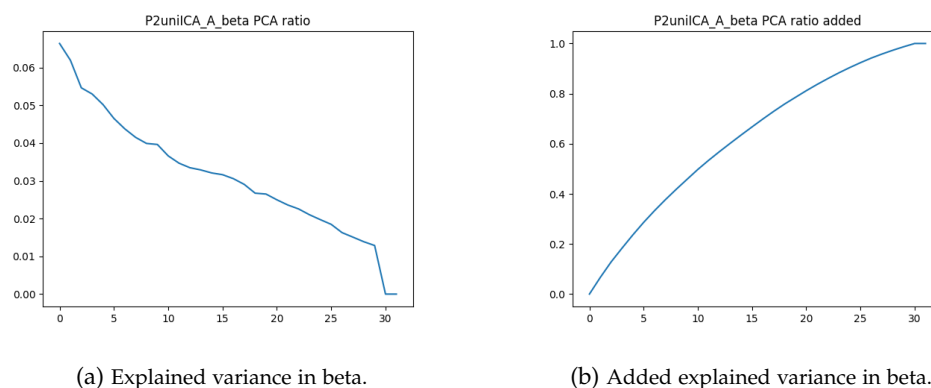 P2uniICA_A_beta PCA ratio
0.06
0.05
0.04
0.03
0.02
0.01
0.00
0 5 10 15 20 25 30
(a) Explained variance in beta.
P2uniICA_A_beta PCA ratio added
1.0
0.8
0.6
0.4
0.2
0.0
0 5 10 15 20 25 30
(b) Added explained variance in beta.